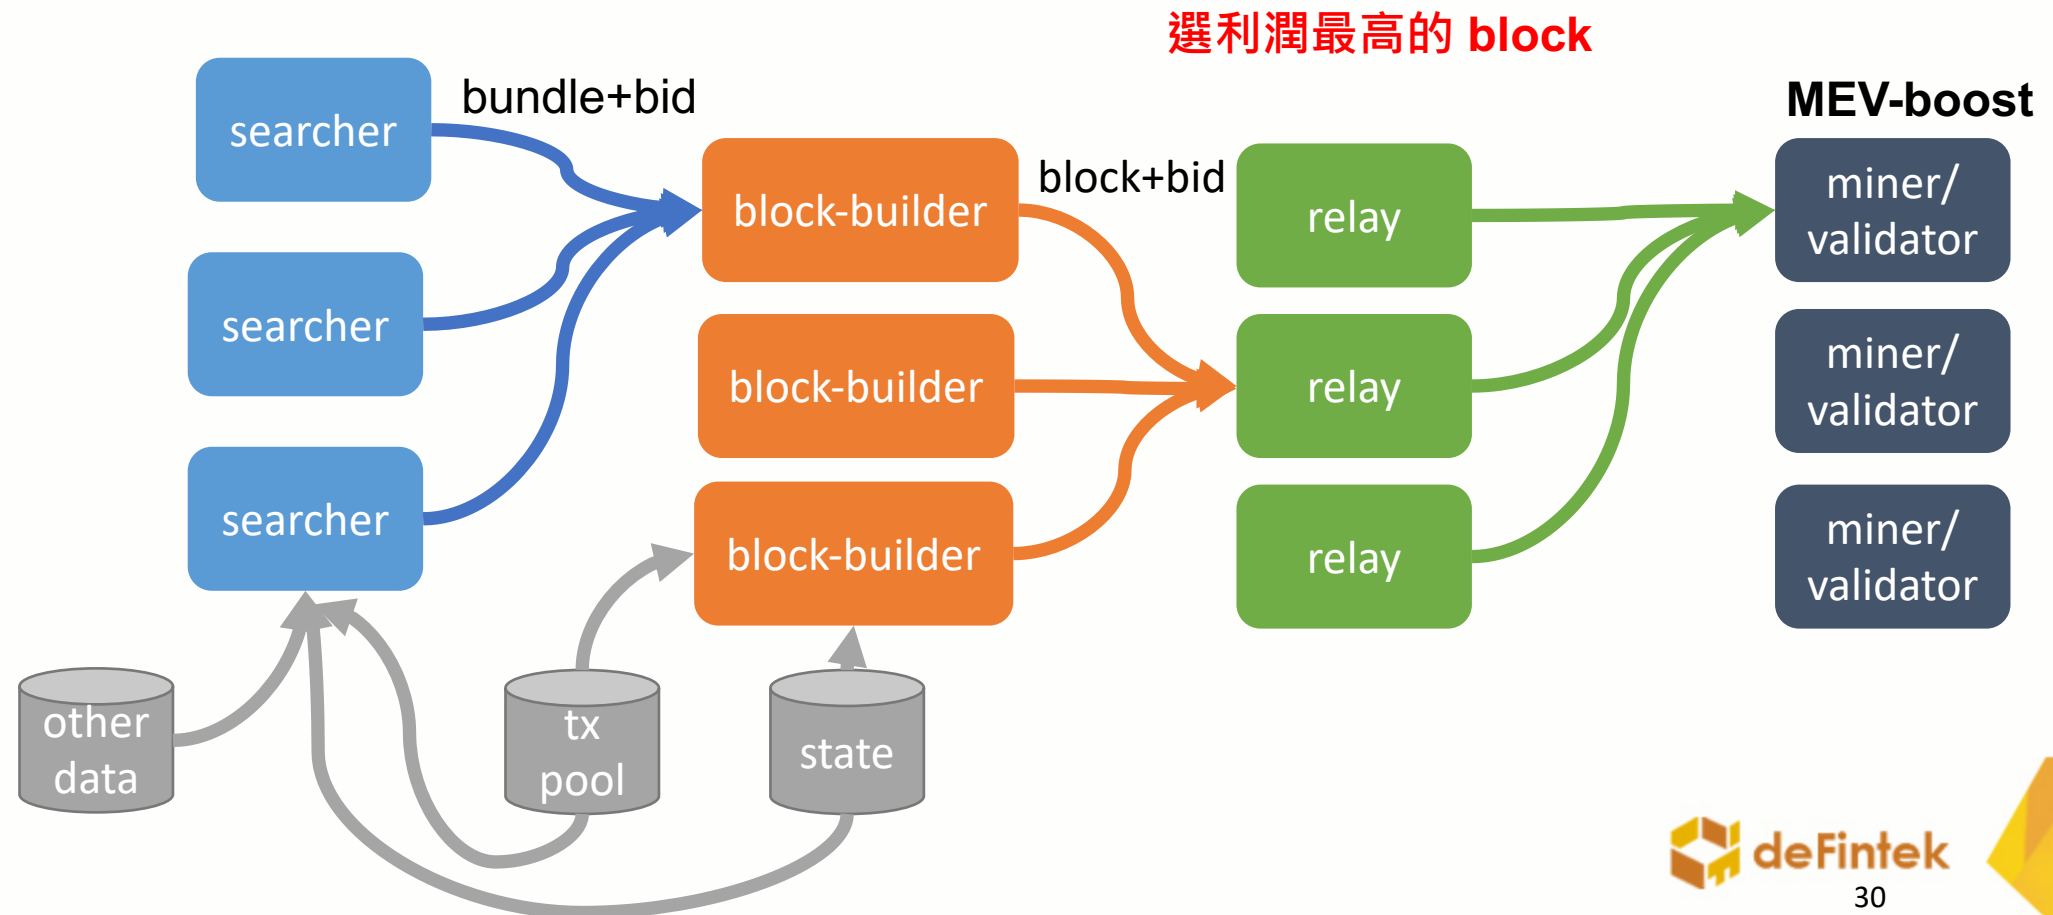 選利潤最高的 block
searcher
bundle+bid
searcher
searcher
block-builder
block+bid
block-builder
block-builder
relay
relay
relay
MEV-boost
miner/
validator
miner/
validator
miner/
validator
other
data
tx
pool
state
deFintek
30